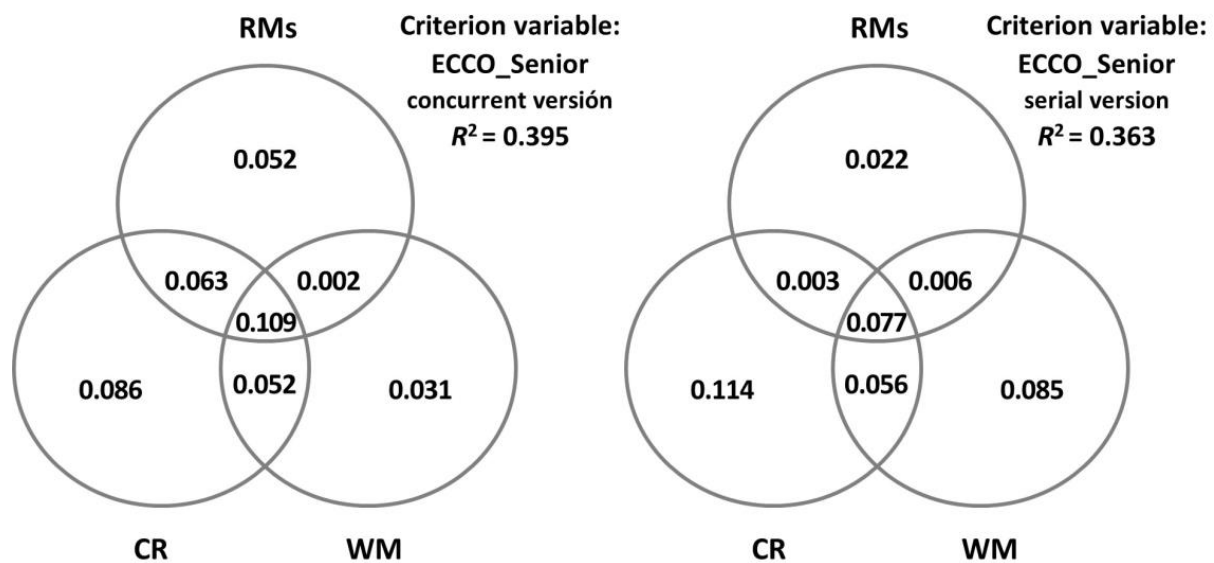 RMs
Criterion variable:
ECCO_Senior
concurrent versión
R² = 0.395
0.052
0.063
0.002
0.109
0.086
0.052
0.031
CR
WM
RMs
Criterion variable:
ECCO_Senior
serial version
R² = 0.363
0.022
0.003
0.006
0.077
0.114
0.056
0.085
CR
WM